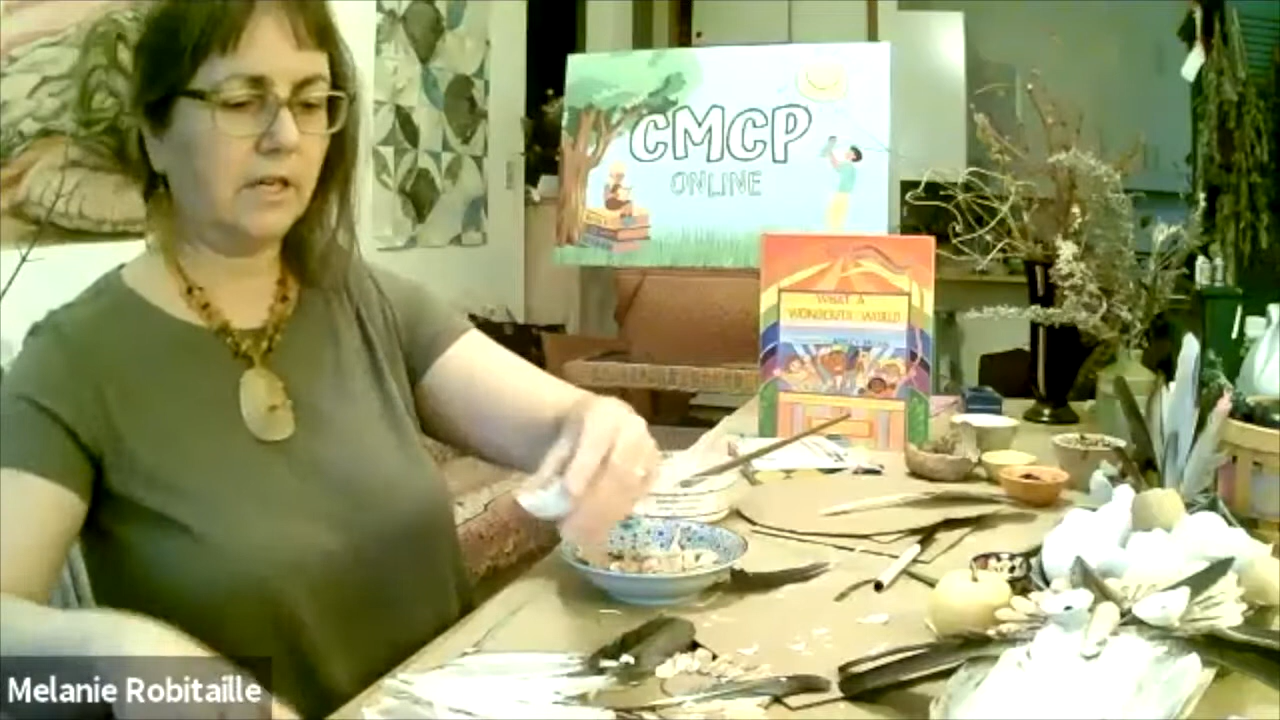 CMCP
ONLINE
WHAT A
WONDERFUL WORLD
Melanie Robitaille